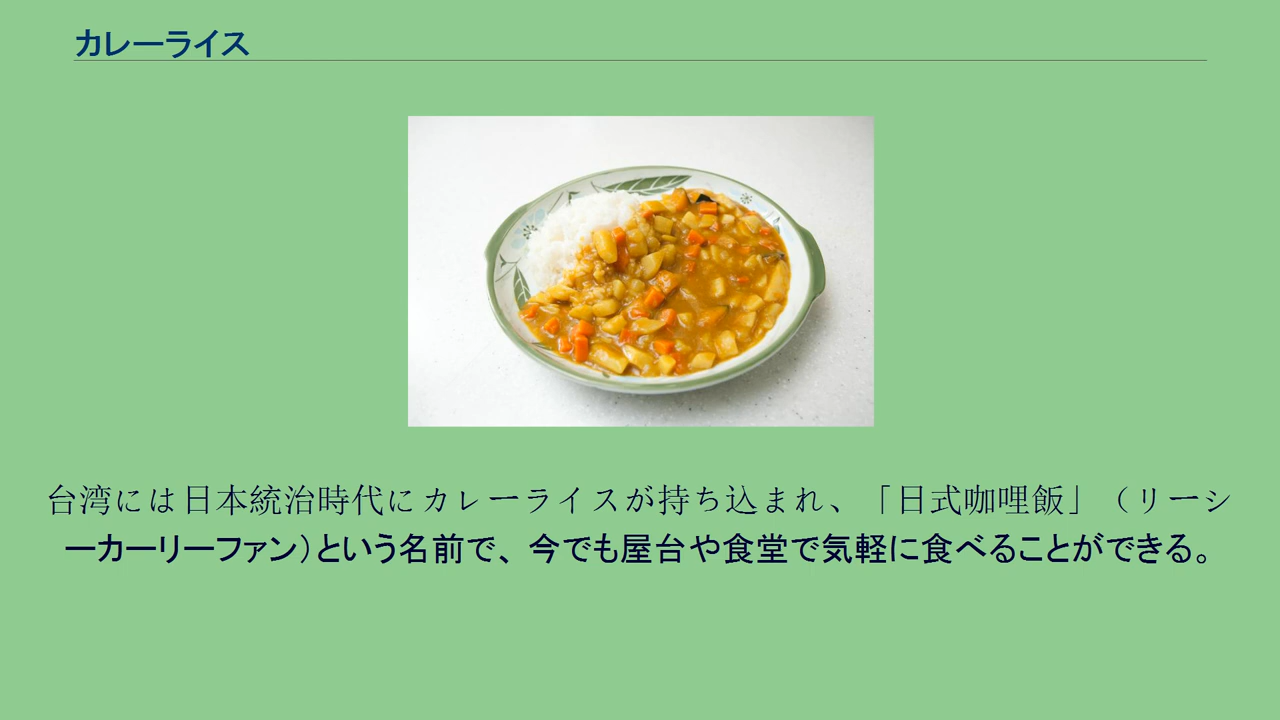 カレーライス
台湾には日本統治時代にカレーライスが持ち込まれ、「日式咖哩飯」（リーシ
ーカーリーファン）という名前で、今でも屋台や食堂で気軽に食べることができる。